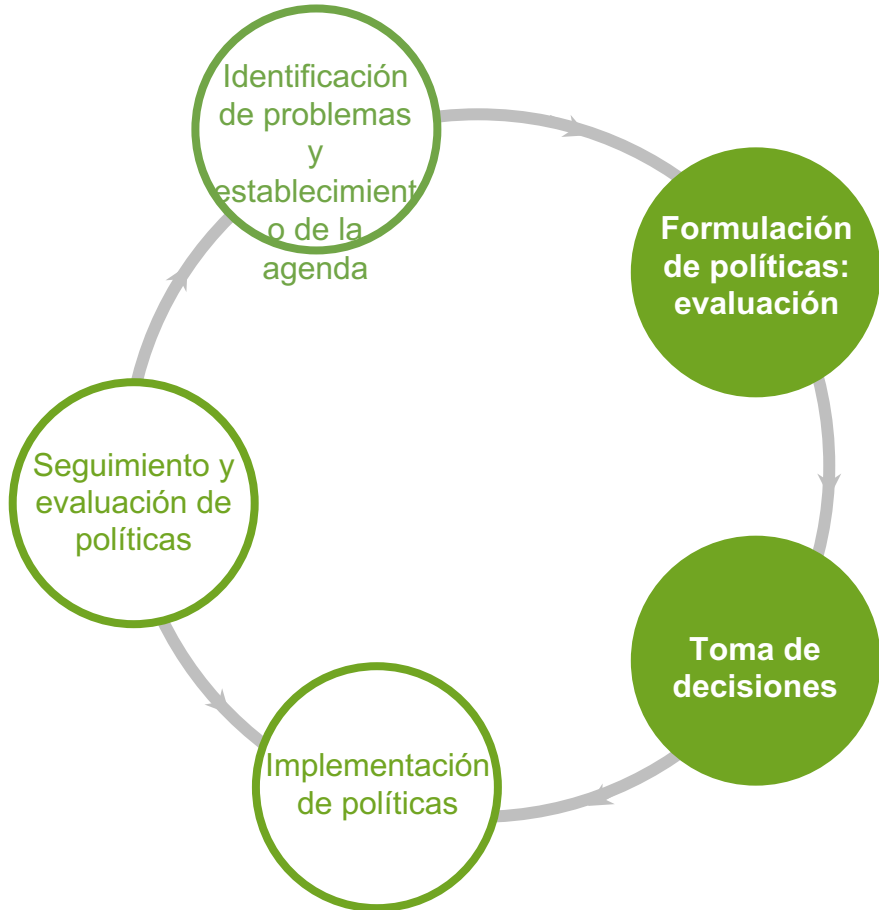 Identificación
de problemas
y
establecimient
o de la
agenda
Formulación
de políticas:
evaluación
Seguimiento y
evaluación de
políticas
Toma de
decisiones
Implementación
de políticas